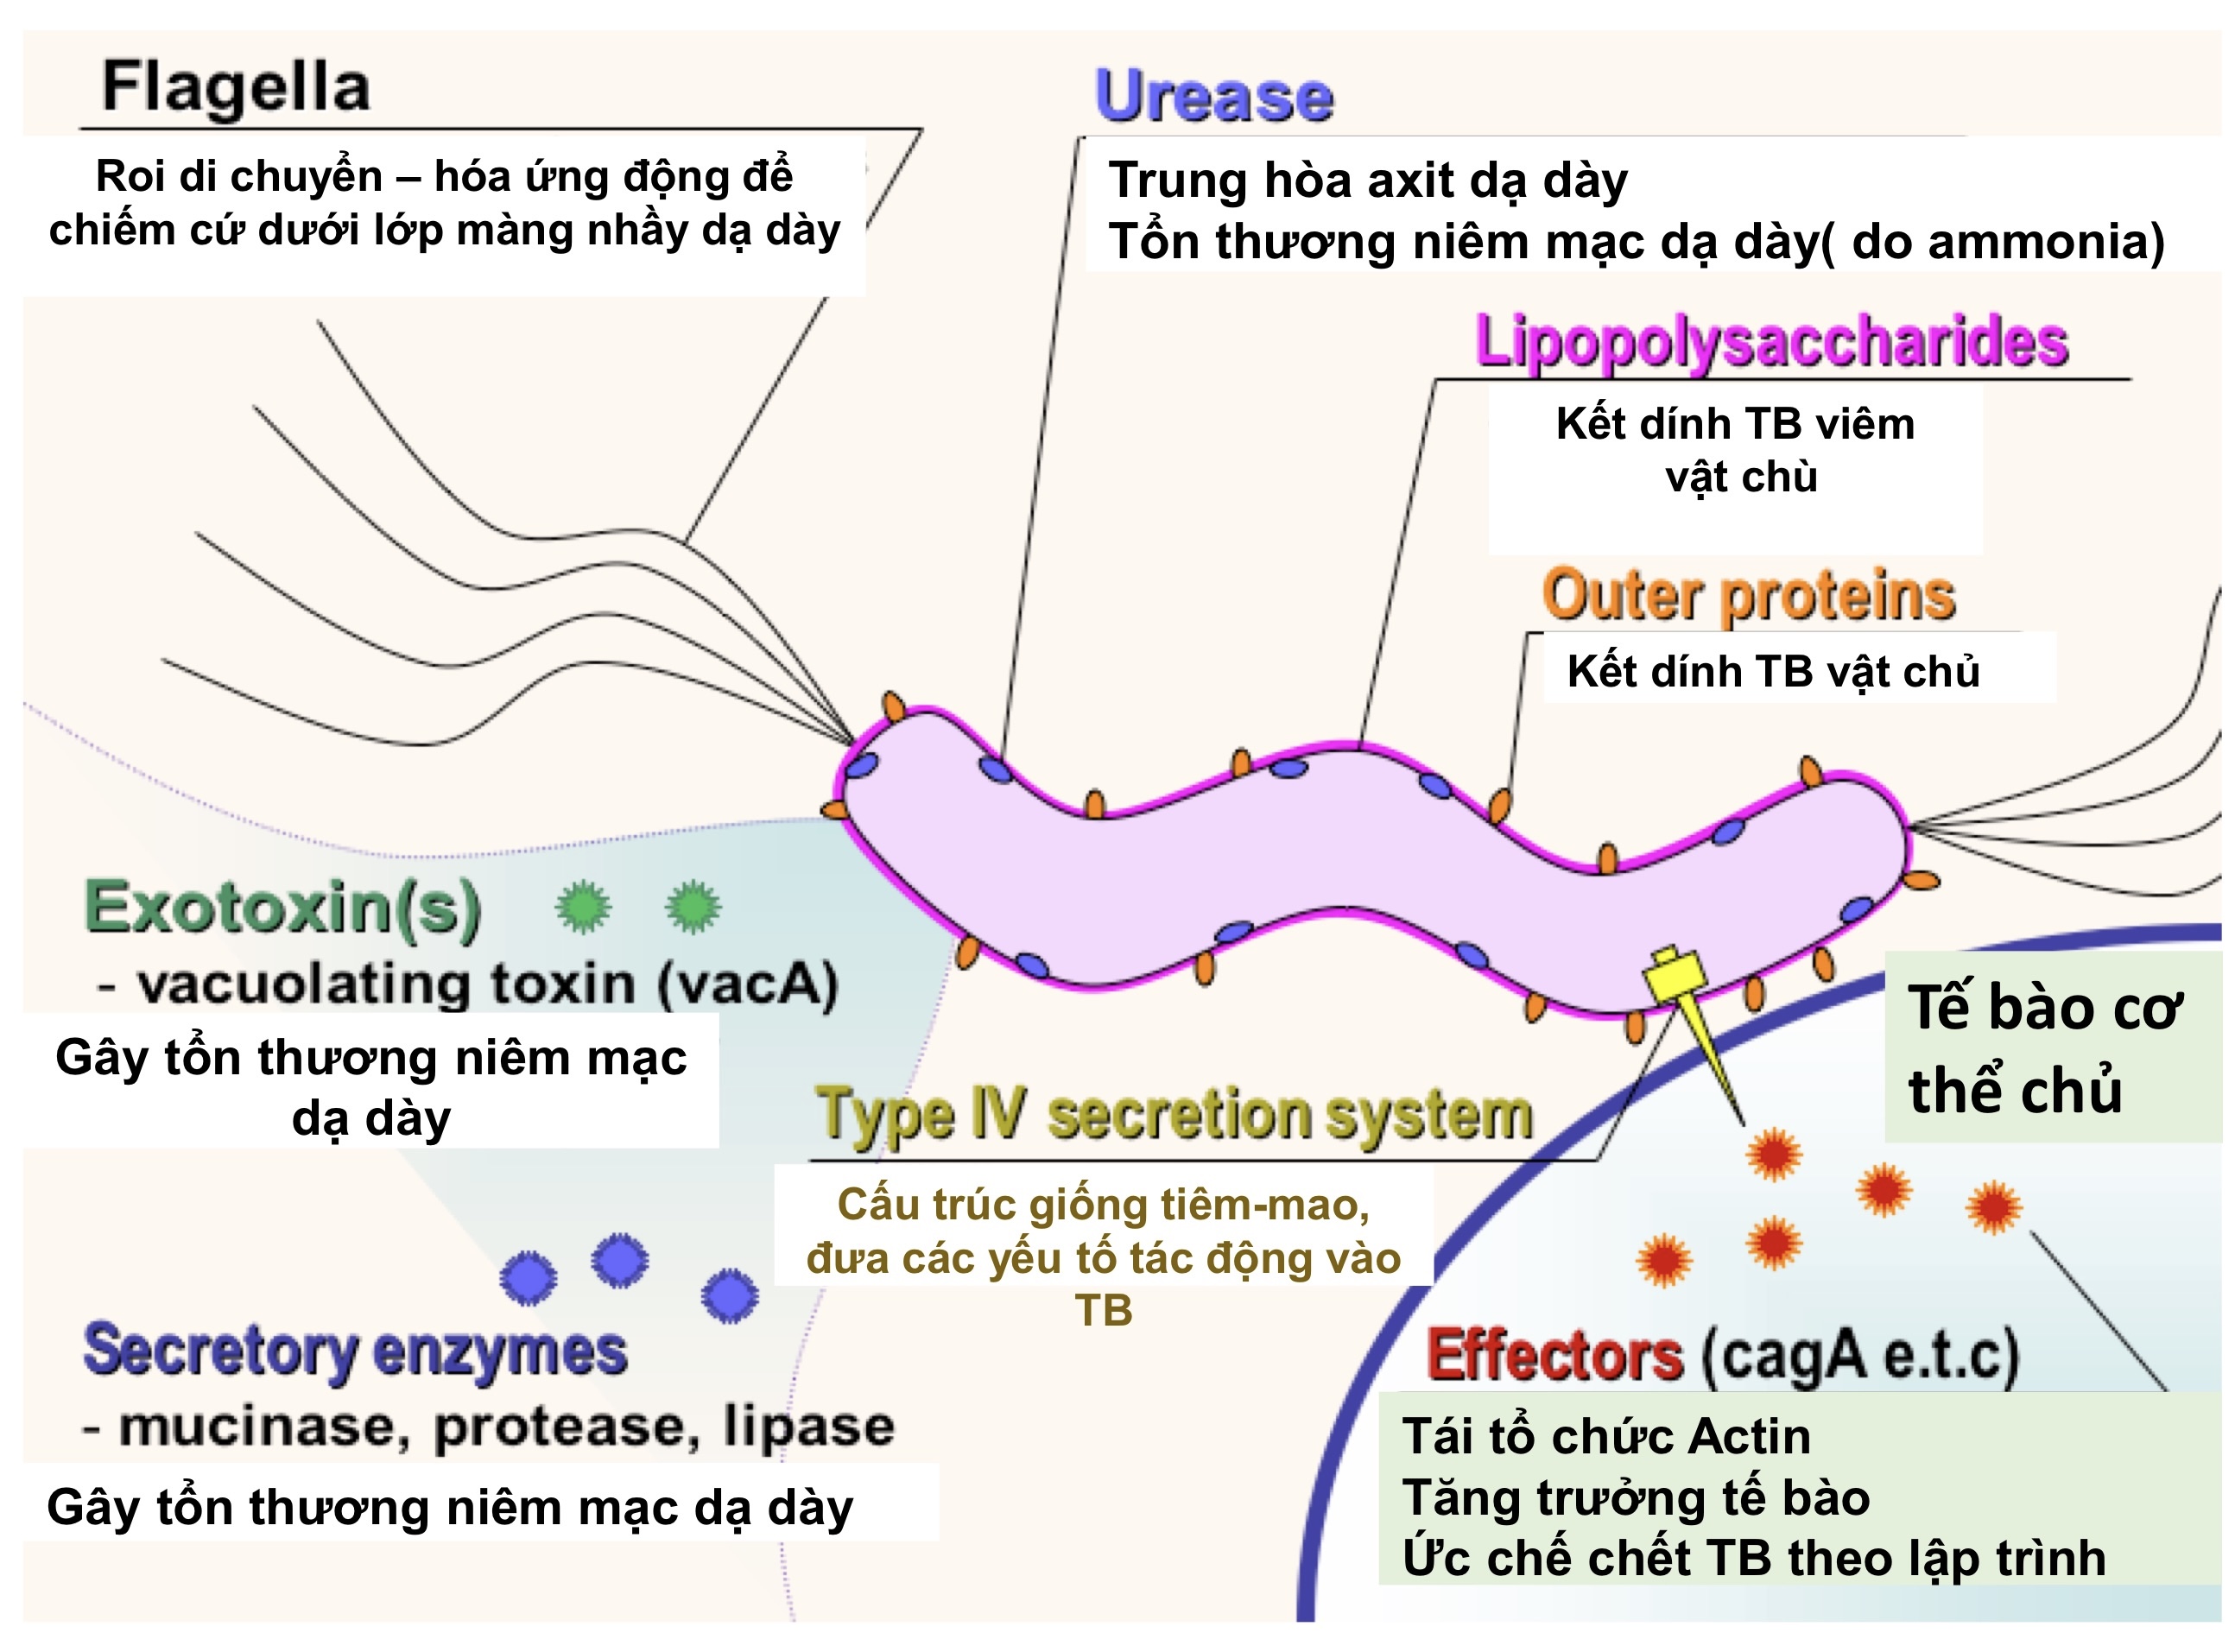 Flagella
Roi di chuyển – hóa ứng động để
chiếm cứ dưới lớp màng nhầy dạ dày
Urease
Trung hòa axit dạ dày
Tổn thương niêm mạc dạ dày( do ammonia)
Lipopolysaccharides
Kết dính TB viêm
vật chù
Outer proteins
Kết dính TB vật chủ
Exotoxin(s)
- vacuolating toxin (vacA)
Gây tổn thương niêm mạc
dạ dày
Tế bào cơ
thể chủ
Type IV secretion system
Cấu trúc giống tiêm-mao,
đưa các yếu tố tác động vào
TB
Secretory enzymes
- mucinase, protease, lipase
Gây tổn thương niêm mạc dạ dày
Effectors (cagA e.t.c)
Tái tổ chức Actin
Tăng trưởng tế bào
Ức chế chết TB theo lập trình